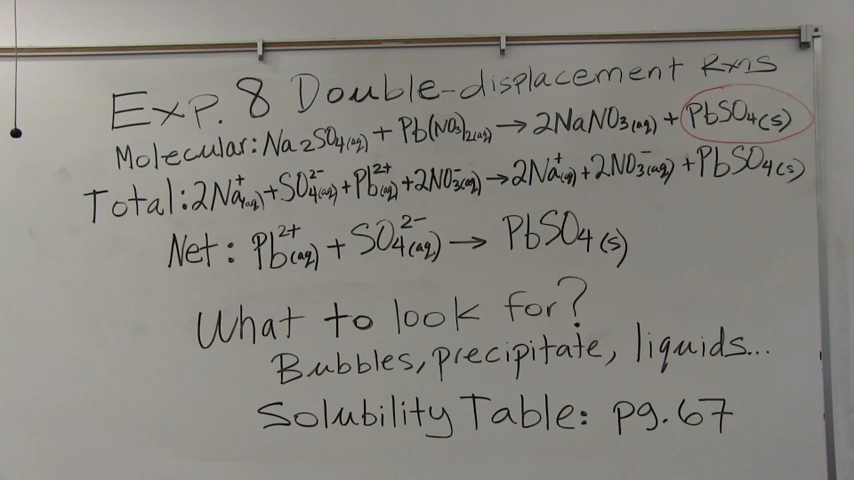 Exp. 8 Double-displacement Rxns
Molecular: Na₂SO₄(aq) + Pb(NO₃)₂(aq) → 2NaNO₃(aq) + PbSO₄(s)
Total: 2Na⁺(aq) + SO₄²⁻(aq) + Pb²⁺(aq) + 2NO₃⁻(aq) → 2Na⁺(aq) + 2NO₃⁻(aq) + PbSO₄(s)
Net: Pb²⁺(aq) + SO₄²⁻(aq) → PbSO₄(s)
What to look for?
Bubbles, precipitate, liquids...
Solubility Table: pg. 67